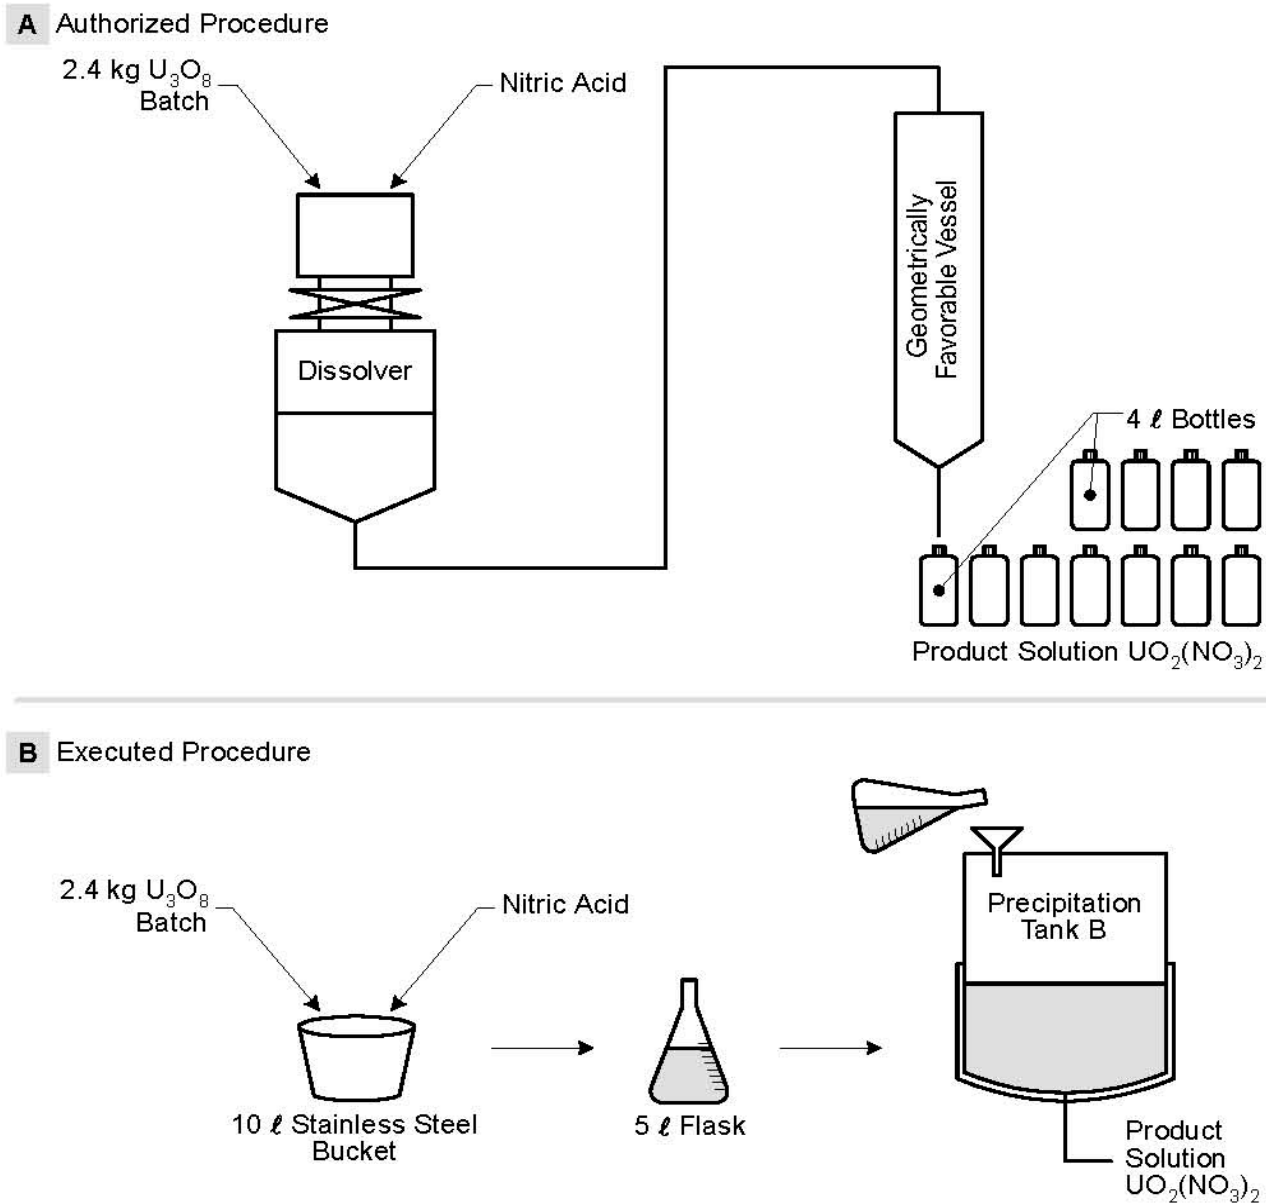 A Authorized Procedure
2.4 kg U₃O₈
Batch
Nitric Acid
Dissolver
Geometrically
Favorable Vessel
4 ℓ Bottles
Product Solution UO₂(NO₃)₂
B Executed Procedure
2.4 kg U₃O₈
Batch
Nitric Acid
10 ℓ Stainless Steel
Bucket
5 ℓ Flask
Precipitation
Tank B
Product
Solution
UO₂(NO₃)₂